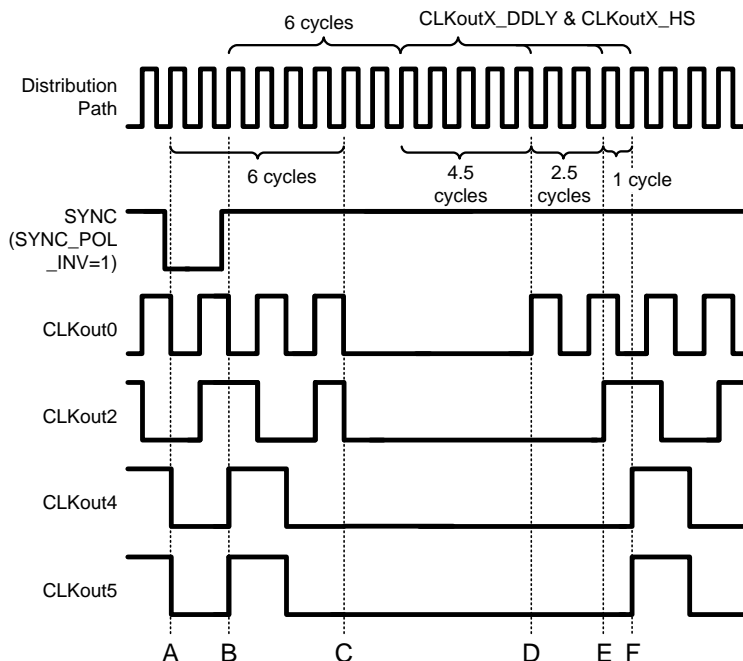 6 cycles
CLKoutX_DDLY & CLKoutX_HS
Distribution
Path
6 cycles
4.5
cycles
2.5
cycles
1 cycle
SYNC
(SYNC_POL
_INV=1)
CLKout0
CLKout2
CLKout4
CLKout5
A B C D E F